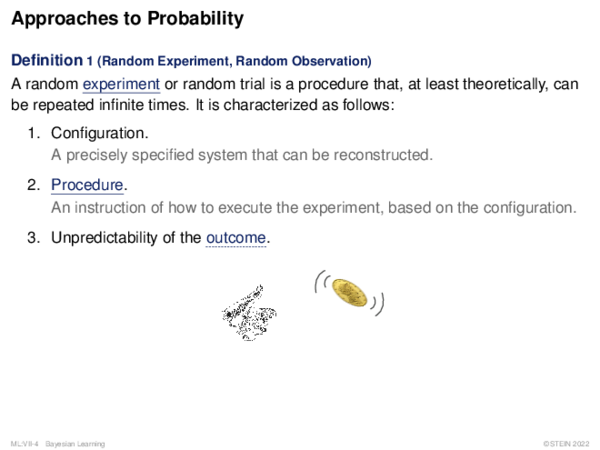 Approaches to Probability
Definition 1 (Random Experiment, Random Observation)
A random experiment or random trial is a procedure that, at least theoretically, can
be repeated infinite times. It is characterized as follows:
1. Configuration.
A precisely specified system that can be reconstructed.
2. Procedure.
An instruction of how to execute the experiment, based on the configuration.
3. Unpredictability of the outcome.
ML:VII-4 Bayesian Learning
©STEIN 2022